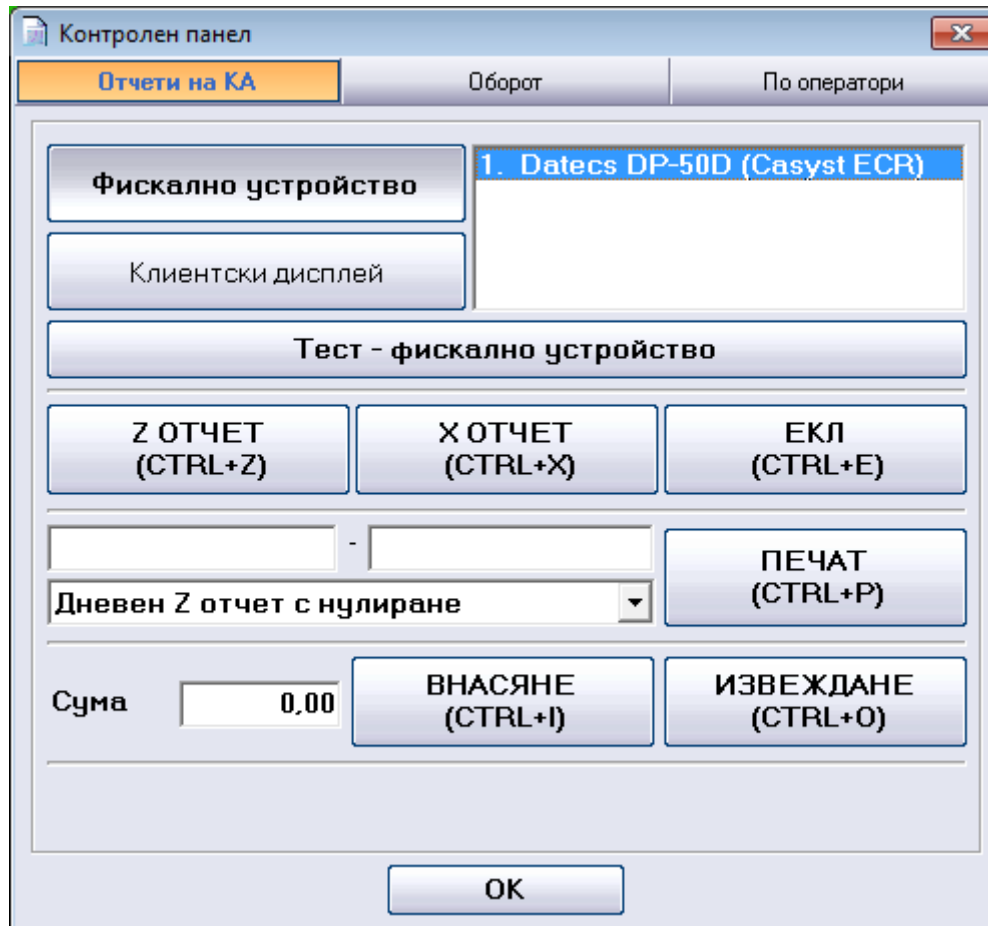 Контролен панел
Отчети на КА
Оборот
По оператори
Фискално устройство
1. Datecs DP-50D (Casyst ECR)
Клиентски дисплей
Тест - фискално устройство
Z ОТЧЕТ
(CTRL+Z)
X ОТЧЕТ
(CTRL+X)
ЕКЛ
(CTRL+E)
-
Дневен Z отчет с нулиране
ПЕЧАТ
(CTRL+P)
Сума
0,00
ВНАСЯНЕ
(CTRL+I)
ИЗВЕЖДАНЕ
(CTRL+O)
OK